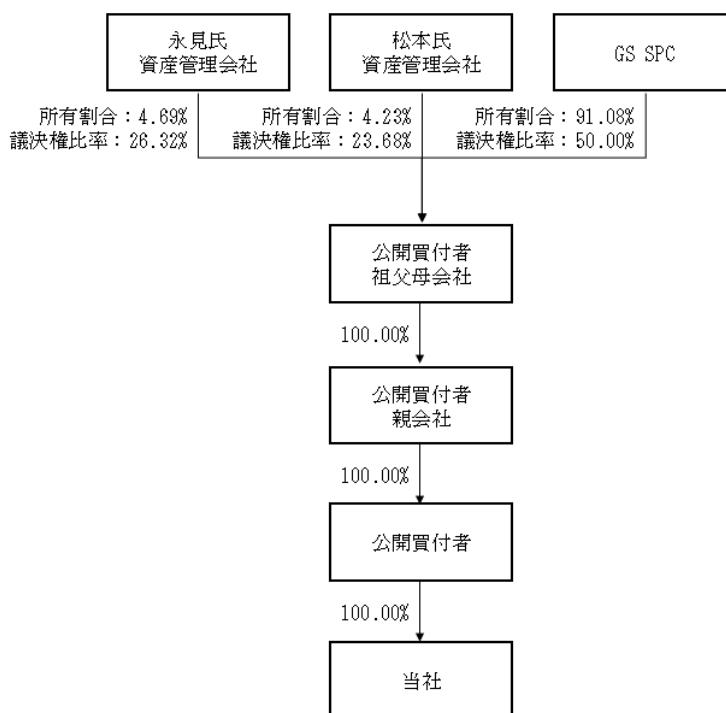 永見氏
資産管理会社
松本氏
資産管理会社
GS SPC
所有割合：4.69%
議決権比率：26.32%
所有割合：4.23%
議決権比率：23.68%
所有割合：91.08%
議決権比率：50.00%
公開買付者
祖父母会社
100.00%
公開買付者
親会社
100.00%
公開買付者
100.00%
当社